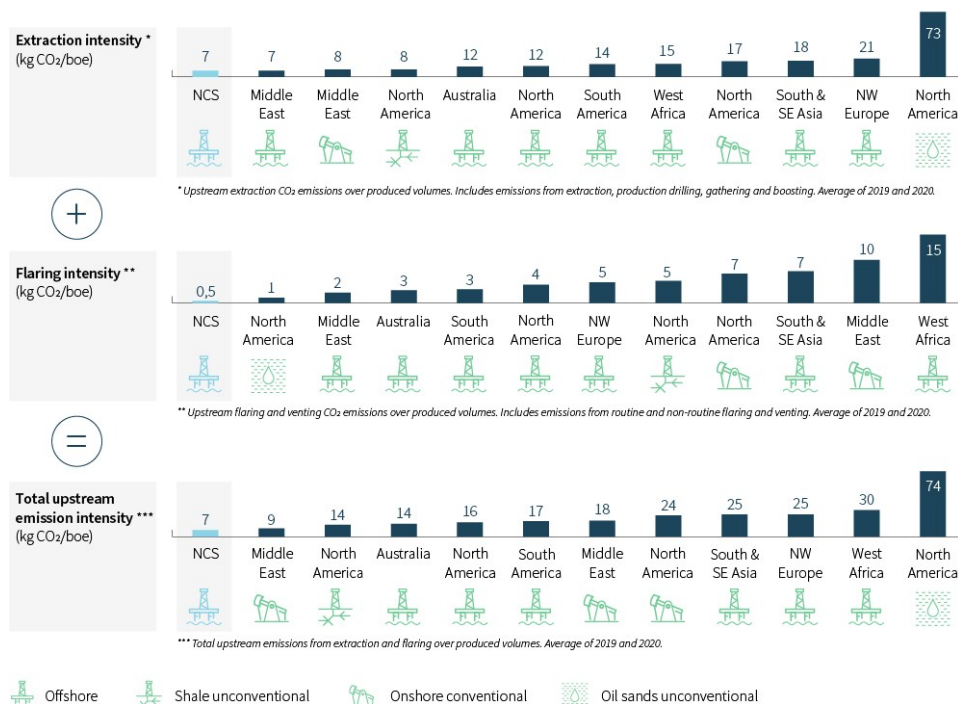 Extraction intensity *
(kg CO₂/boe)
7 7 8 8 12 12 14 15 17 18 21 73
NCS Middle East Middle East North America Australia North America South America West Africa North America South & SE Asia NW Europe North America
* Upstream extraction CO₂ emissions over produced volumes. Includes emissions from extraction, production drilling, gathering and boosting. Average of 2019 and 2020.
+
Flaring intensity **
(kg CO₂/boe)
0,5 1 2 3 3 4 5 5 7 7 10 15
NCS North America Middle East Australia South America North America NW Europe North America North America South & SE Asia Middle East West Africa
** Upstream flaring and venting CO₂ emissions over produced volumes. Includes emissions from routine and non-routine flaring and venting. Average of 2019 and 2020.
=
Total upstream
emission intensity ***
(kg CO₂/boe)
7 9 14 14 16 17 18 24 25 25 30 74
NCS Middle East North America Australia North America South America Middle East North America South & SE Asia NW Europe West Africa North America
*** Total upstream emissions from extraction and flaring over produced volumes. Average of 2019 and 2020.
Offshore Shale unconventional Onshore conventional Oil sands unconventional